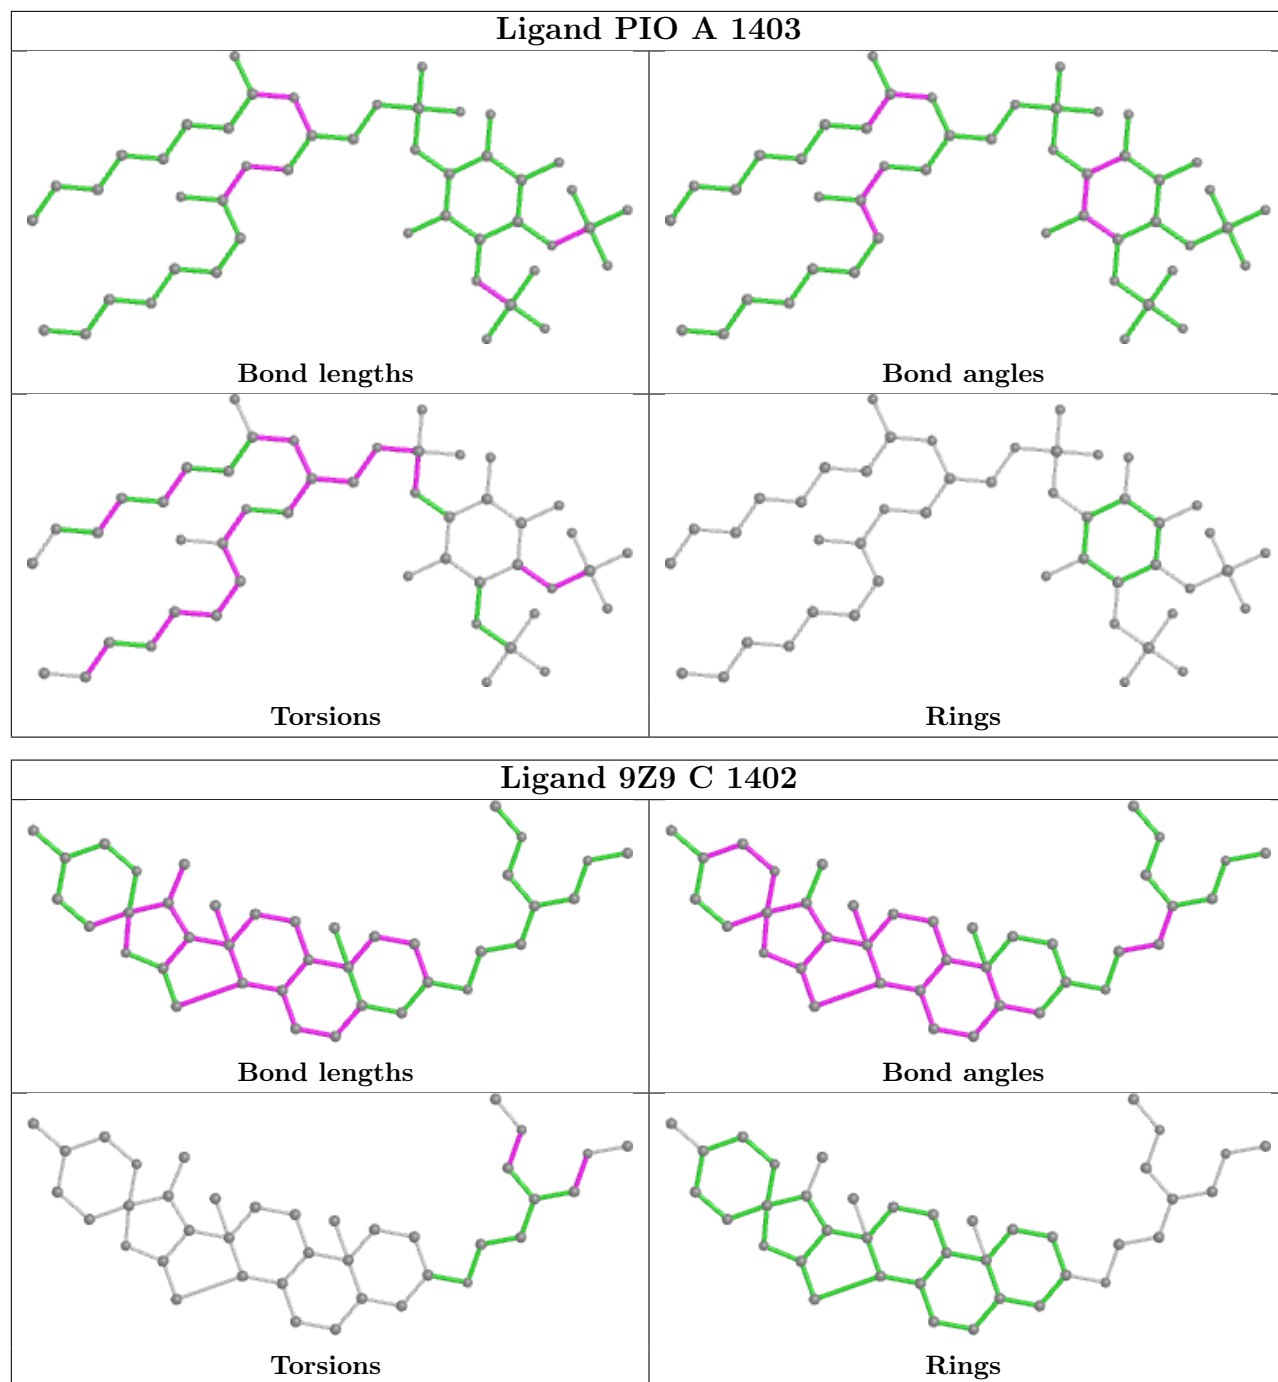 Ligand PIO A 1403
Bond lengths
Bond angles
Torsions
Rings
Ligand 9Z9 C 1402
Bond lengths
Bond angles
Torsions
Rings